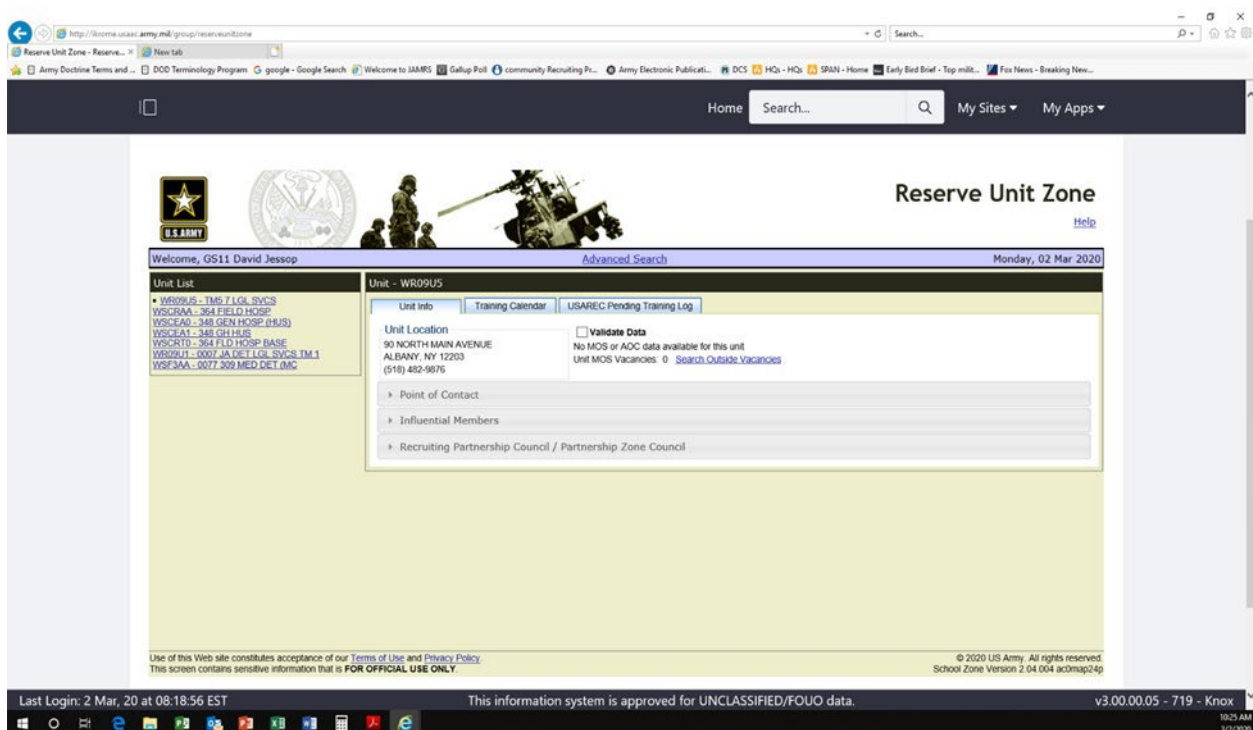 http://ikrome.usaac.army.mil/group/reserveunitzone
Search...
Reserve Unit Zone - Reserve...
New tab
Army Doctrine Terms and ...
DOD Terminology Program
google - Google Search
Welcome to JAMRS
Gallup Poll
community Recruiting Pr...
Army Electronic Publicati...
DCS
HQs - HQs
SPAN - Home
Early Bird Brief - Top milit...
Fox News - Breaking New...
Home
Search...
My Sites
My Apps
U.S.ARMY
Reserve Unit Zone
Help
Welcome, GS11 David Jessop
Advanced Search
Monday, 02 Mar 2020
Unit List
WR09U5 - TM5 7 LGL SVCS
WSCRAA - 364 FIELD HOSP
WSCEA0 - 348 GEN HOSP (HUS)
WSCEA1 - 348 GH HUS
WSCRT0 - 364 FLD HOSP BASE
WR09U1 - 0007 JA DET LGL SVCS TM 1
WSF3AA - 0077 309 MED DET (MC
Unit - WR09U5
Unit Info
Training Calendar
USAREC Pending Training Log
Unit Location
90 NORTH MAIN AVENUE
ALBANY, NY 12203
(518) 482-9876
Validate Data
No MOS or AOC data available for this unit
Unit MOS Vacancies: 0 Search Outside Vacancies
Point of Contact
Influential Members
Recruiting Partnership Council / Partnership Zone Council
Use of this Web site constitutes acceptance of our Terms of Use and Privacy Policy.
This screen contains sensitive information that is FOR OFFICIAL USE ONLY.
© 2020 US Army. All rights reserved.
School Zone Version 2.04.004 ac0map24p
Last Login: 2 Mar, 20 at 08:18:56 EST
This information system is approved for UNCLASSIFIED/FOUO data.
v3.00.00.05 - 719 - Knox
10:25 AM
3/2/2020